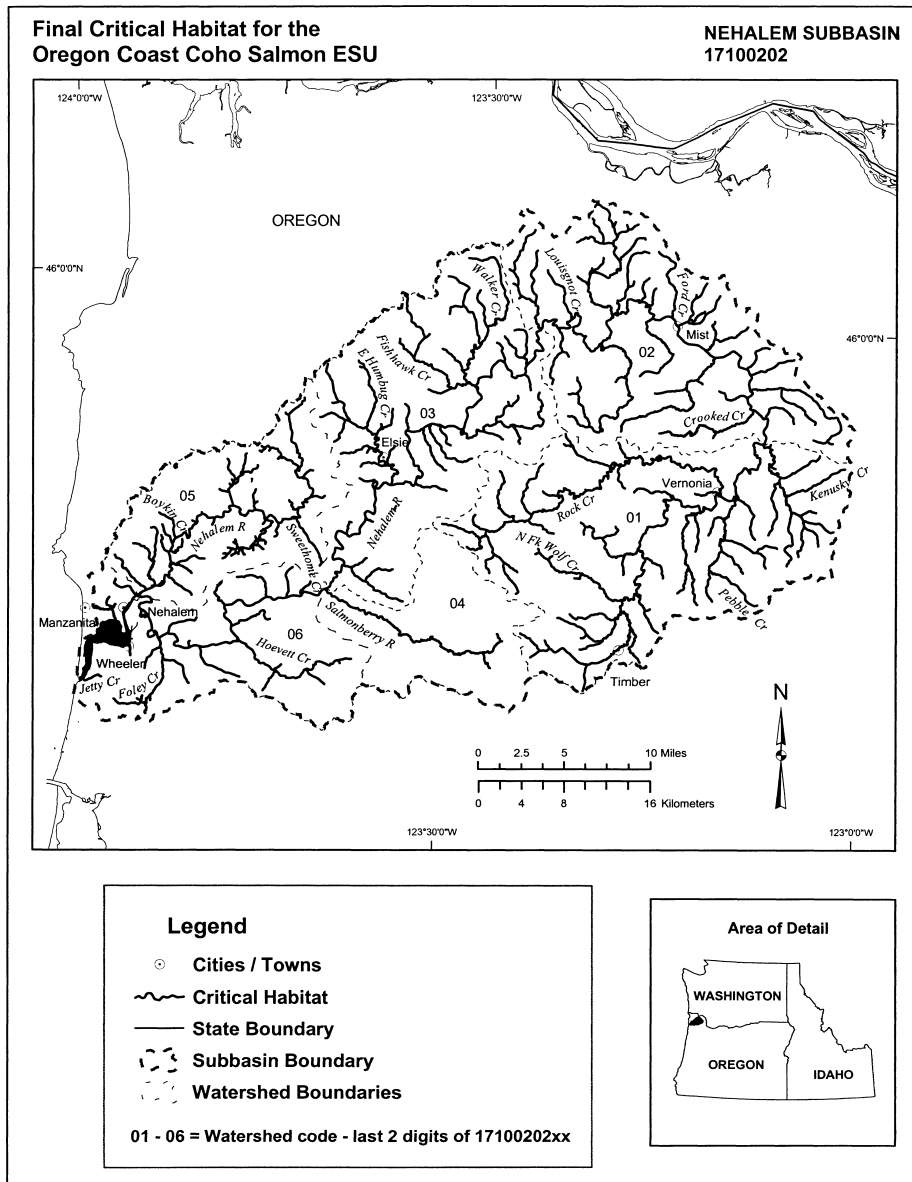 Final Critical Habitat for the
Oregon Coast Coho Salmon ESU
NEHALEM SUBBASIN
17100202
124°0'0"W
123°30'0"W
OREGON
46°0'0"N
46°0'0"N
Walker Cr
Louisgnot Cr
Ford Cr
Mist
02
Fishhawk Cr
E Humbug Cr
03
Crooked Cr
Elsie
Vernonia
Kenusky Cr
05
Boykin Cr
Nehalem R
Nehalem R
Rock Cr
01
Sweethome Cr
N Fk Wolf Cr
Pebble Cr
04
Manzanita
Nehalem
Salmonberry R
06
Hoevett Cr
Wheeler
Jetty Cr
Foley Cr
Timber
N
0 2.5 5 10 Miles
0 4 8 16 Kilometers
123°30'0"W
123°0'0"W
Legend
Cities / Towns
Critical Habitat
State Boundary
Subbasin Boundary
Watershed Boundaries
01 - 06 = Watershed code - last 2 digits of 17100202xx
Area of Detail
WASHINGTON
OREGON
IDAHO